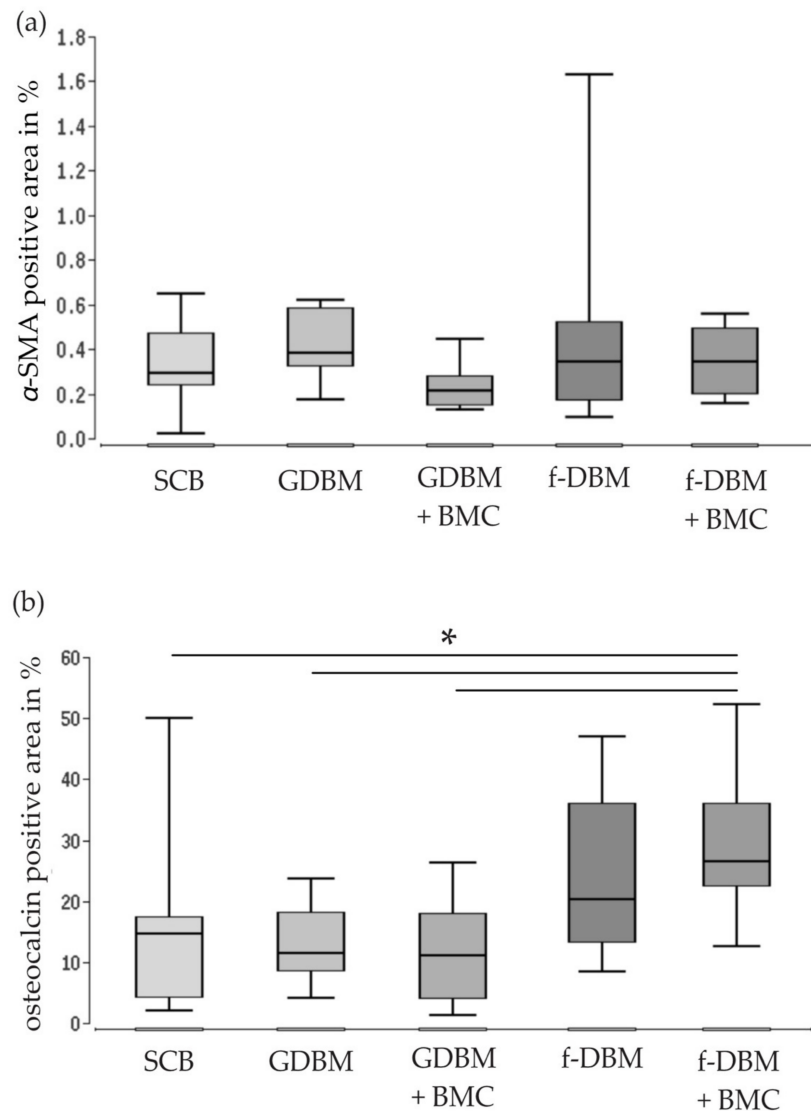 (a)
α-SMA positive area in %
1.8
1.6
1.4
1.2
1.0
0.8
0.6
0.4
0.2
0.0
SCB GDBM GDBM f-DBM f-DBM
+ BMC + BMC
(b)
*
osteocalcin positive area in %
60
50
40
30
20
10
0
SCB GDBM GDBM f-DBM f-DBM
+ BMC + BMC